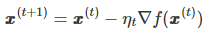 𝒙^(t+1) = 𝒙^(t) − η_t∇f(𝒙^(t))